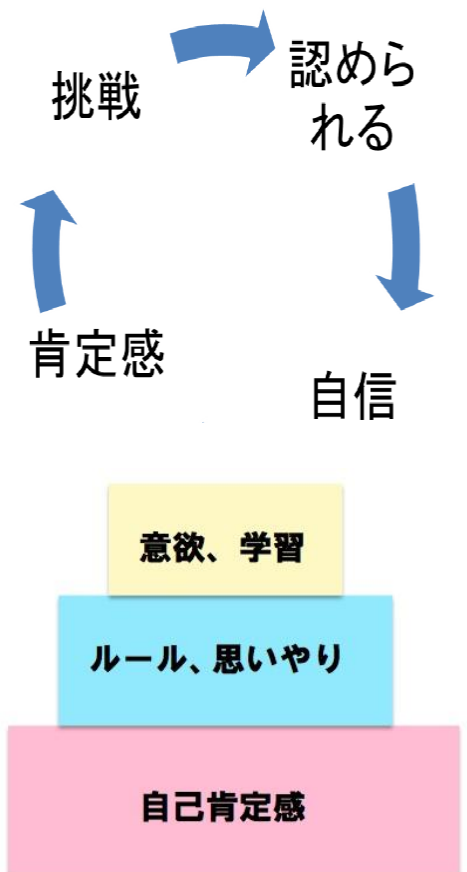 挑戦
認めら
れる
肯定感
自信
意欲、学習
ルール、思いやり
自己肯定感